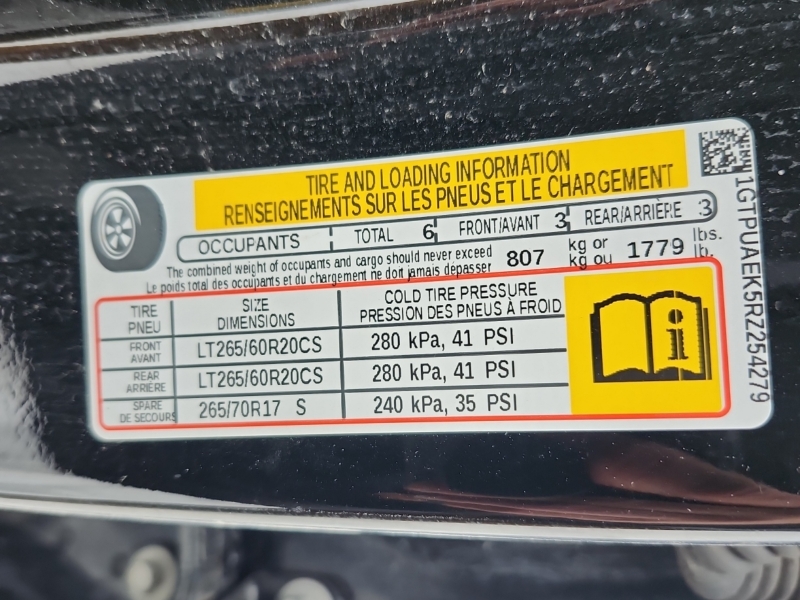 TIRE AND LOADING INFORMATION
RENSEIGNEMENTS SUR LES PNEUS ET LE CHARGEMENT
OCCUPANTS TOTAL 6 FRONT/AVANT 3 REAR/ARRIÈRE 3
The combined weight of occupants and cargo should never exceed 807 kg or 1779 lbs.
Le poids total des occupants et du chargement ne doit jamais dépasser kg ou lb.
TIRE PNEU SIZE DIMENSIONS COLD TIRE PRESSURE PRESSION DES PNEUS À FROID
FRONT AVANT LT265/60R20CS 280 kPa, 41 PSI
REAR ARRIÈRE LT265/60R20CS 280 kPa, 41 PSI
SPARE DE SECOURS 265/70R17 S 240 kPa, 35 PSI
i
1GTPUAEK5RZ254279